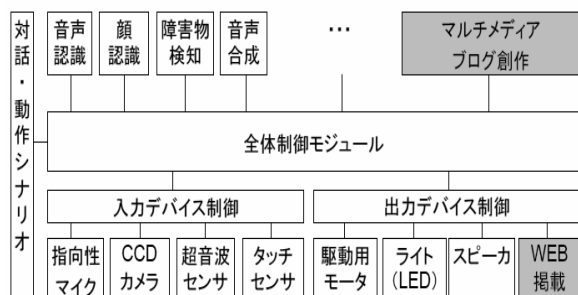 対話・動作シナリオ
音声
認識
顔
認識
障害物
検知
音声
合成
…
マルチメディア
ブログ創作
全体制御モジュール
入力デバイス制御
出力デバイス制御
指向性
マイク
CCD
カメラ
超音波
センサ
タッチ
センサ
駆動用
モータ
ライト
(LED)
スピーカ
WEB
掲載